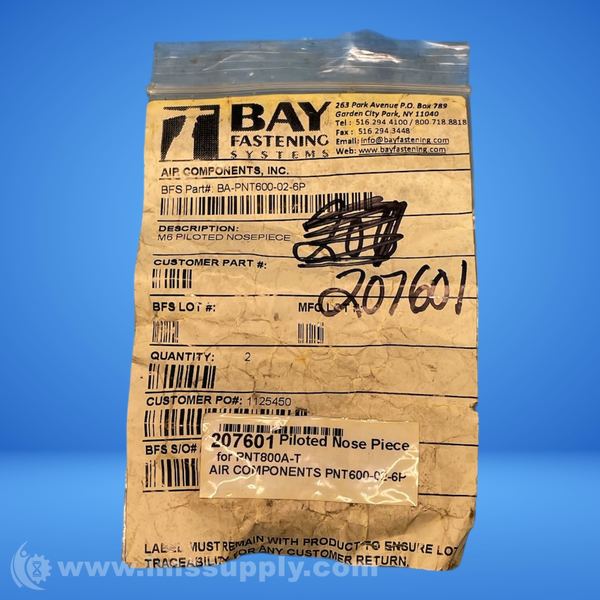 BAY
FASTENING
SYSTEMS
263 Park Avenue P.O. Box 789
Garden City Park, NY 11040
Tel : 516.294.4100 / 800.718.8818
Fax : 516.294.3448
Email: info@bayfastening.com
Web: www.bayfastening.com
AIR COMPONENTS, INC.
BFS Part#: BA-PNT600-02-6P
DESCRIPTION:
M6 PILOTED NOSEPIECE
CUSTOMER PART #:
207601
BFS LOT #: MFG LOT #:
QUANTITY: 2
CUSTOMER PO#: 1125450
207601 Piloted Nose Piece
for PNT800A-T
AIR COMPONENTS PNT600-02-6P
BFS S/O#
LABEL MUST REMAIN WITH PRODUCT TO ENSURE LOT
TRACEABILITY FOR ANY CUSTOMER RETURN.
www.missupply.com